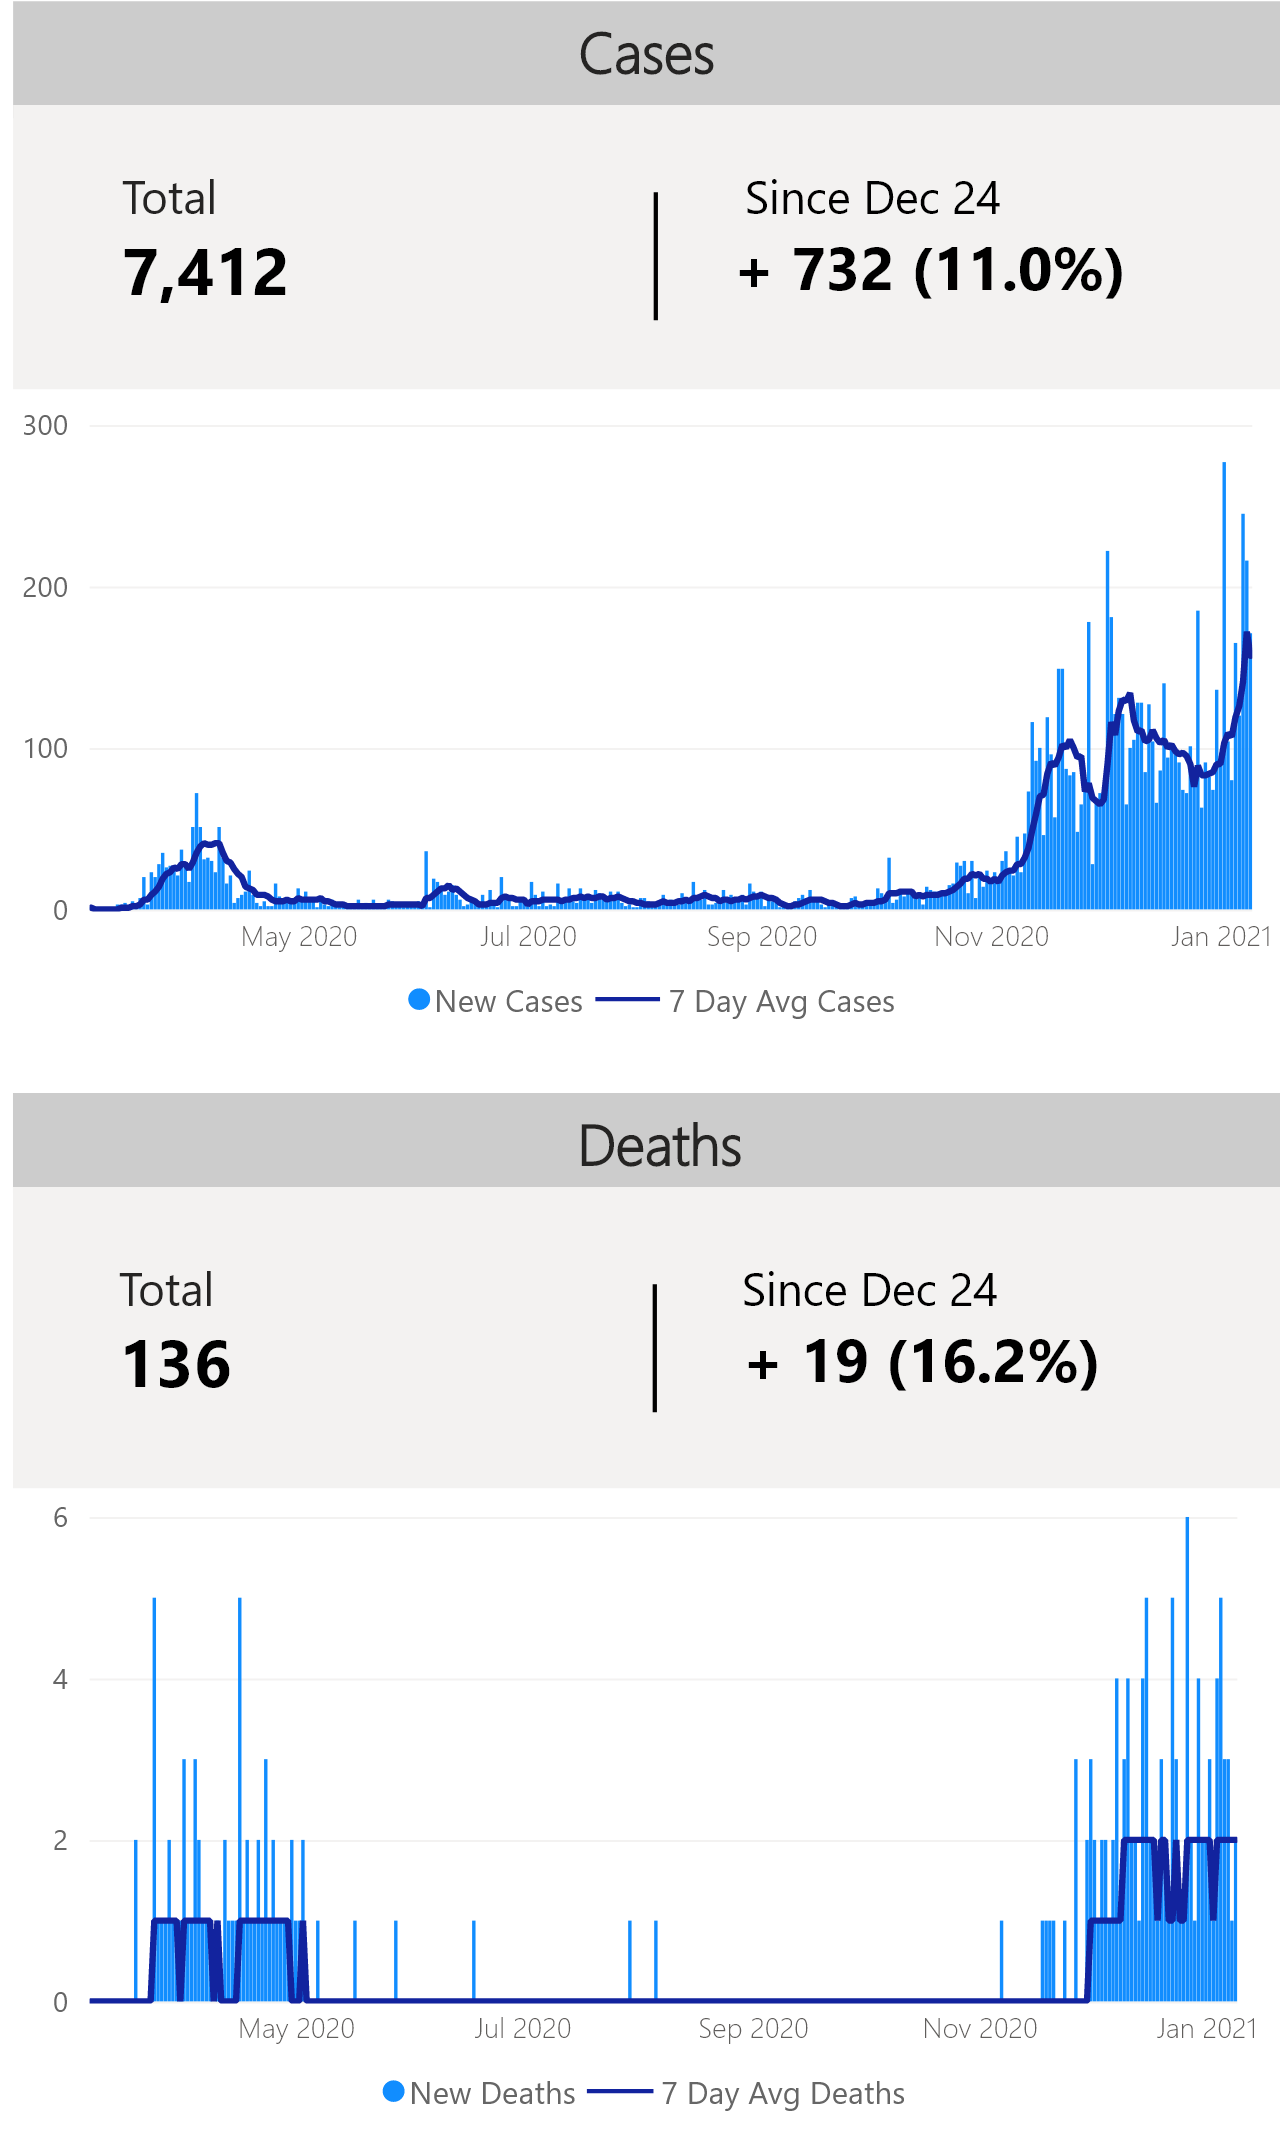 Cases
Total
Since Dec 24
7,412
+ 732 (11.0%)
300
200
100
0
May 2020
Jul 2020
Sep 2020
Nov 2020
Jan 2021
New Cases
7 Day Avg Cases
Deaths
Total
Since Dec 24
136
+ 19 (16.2%)
6
4
2
0
May 2020
Jul 2020
Sep 2020
Nov 2020
Jan 2021
New Deaths
7 Day Avg Deaths